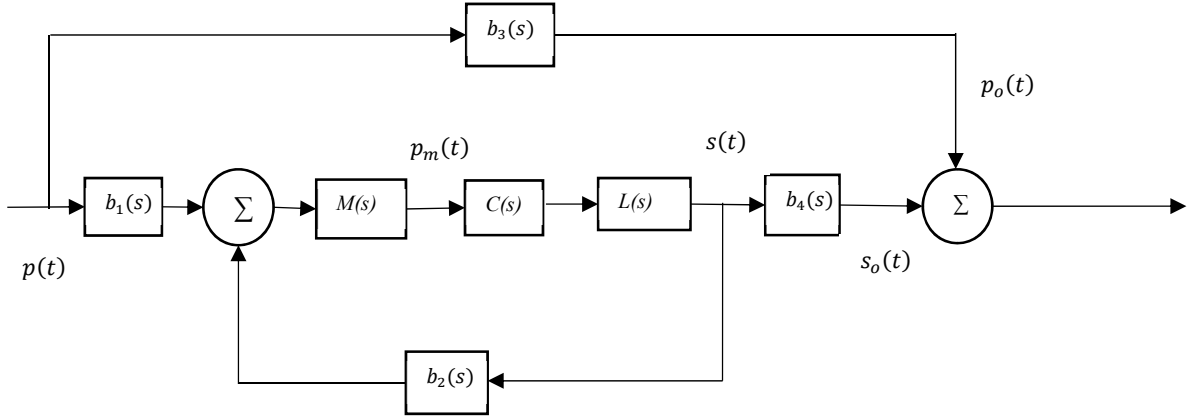 b₃(s)
pₒ(t)
pₘ(t)
s(t)
b₁(s)
Σ
M(s)
C(s)
L(s)
b₄(s)
Σ
p(t)
sₒ(t)
b₂(s)